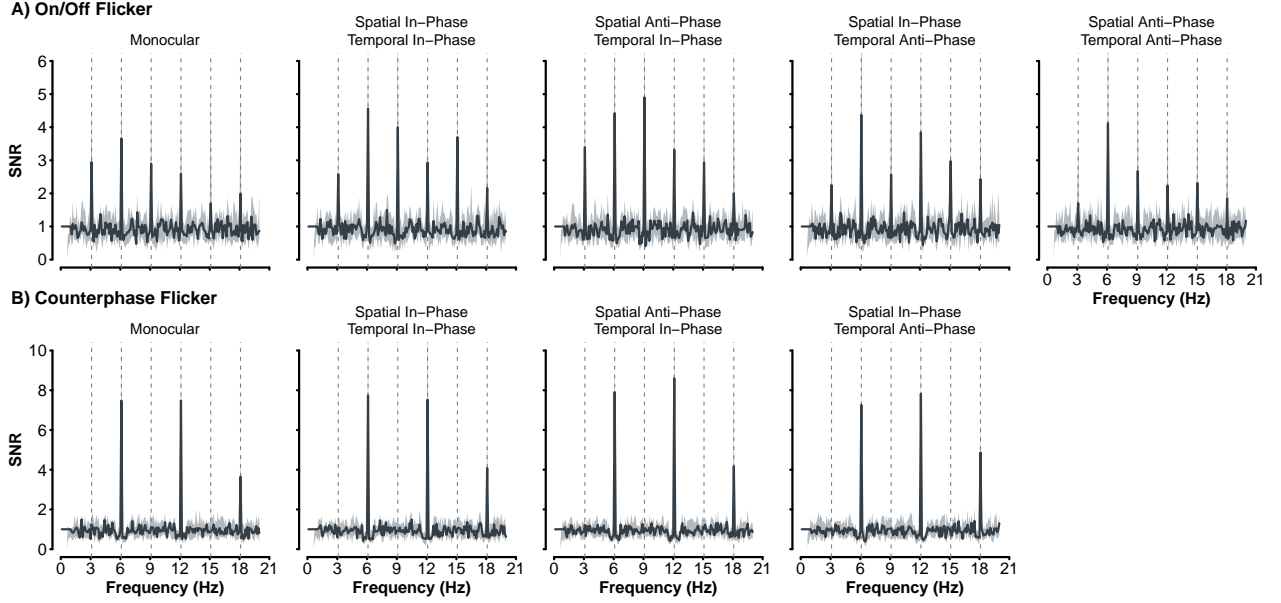 A) On/Off Flicker
Monocular
Spatial In−Phase
Temporal In−Phase
Spatial Anti−Phase
Temporal In−Phase
Spatial In−Phase
Temporal Anti−Phase
Spatial Anti−Phase
Temporal Anti−Phase
SNR
6
5
4
3
2
1
0
0 3 6 9 12 15 18 21
Frequency (Hz)
B) Counterphase Flicker
Monocular
Spatial In−Phase
Temporal In−Phase
Spatial Anti−Phase
Temporal In−Phase
Spatial In−Phase
Temporal Anti−Phase
SNR
10
8
6
4
2
0
0 3 6 9 12 15 18 21
Frequency (Hz)
0 3 6 9 12 15 18 21
Frequency (Hz)
0 3 6 9 12 15 18 21
Frequency (Hz)
0 3 6 9 12 15 18 21
Frequency (Hz)